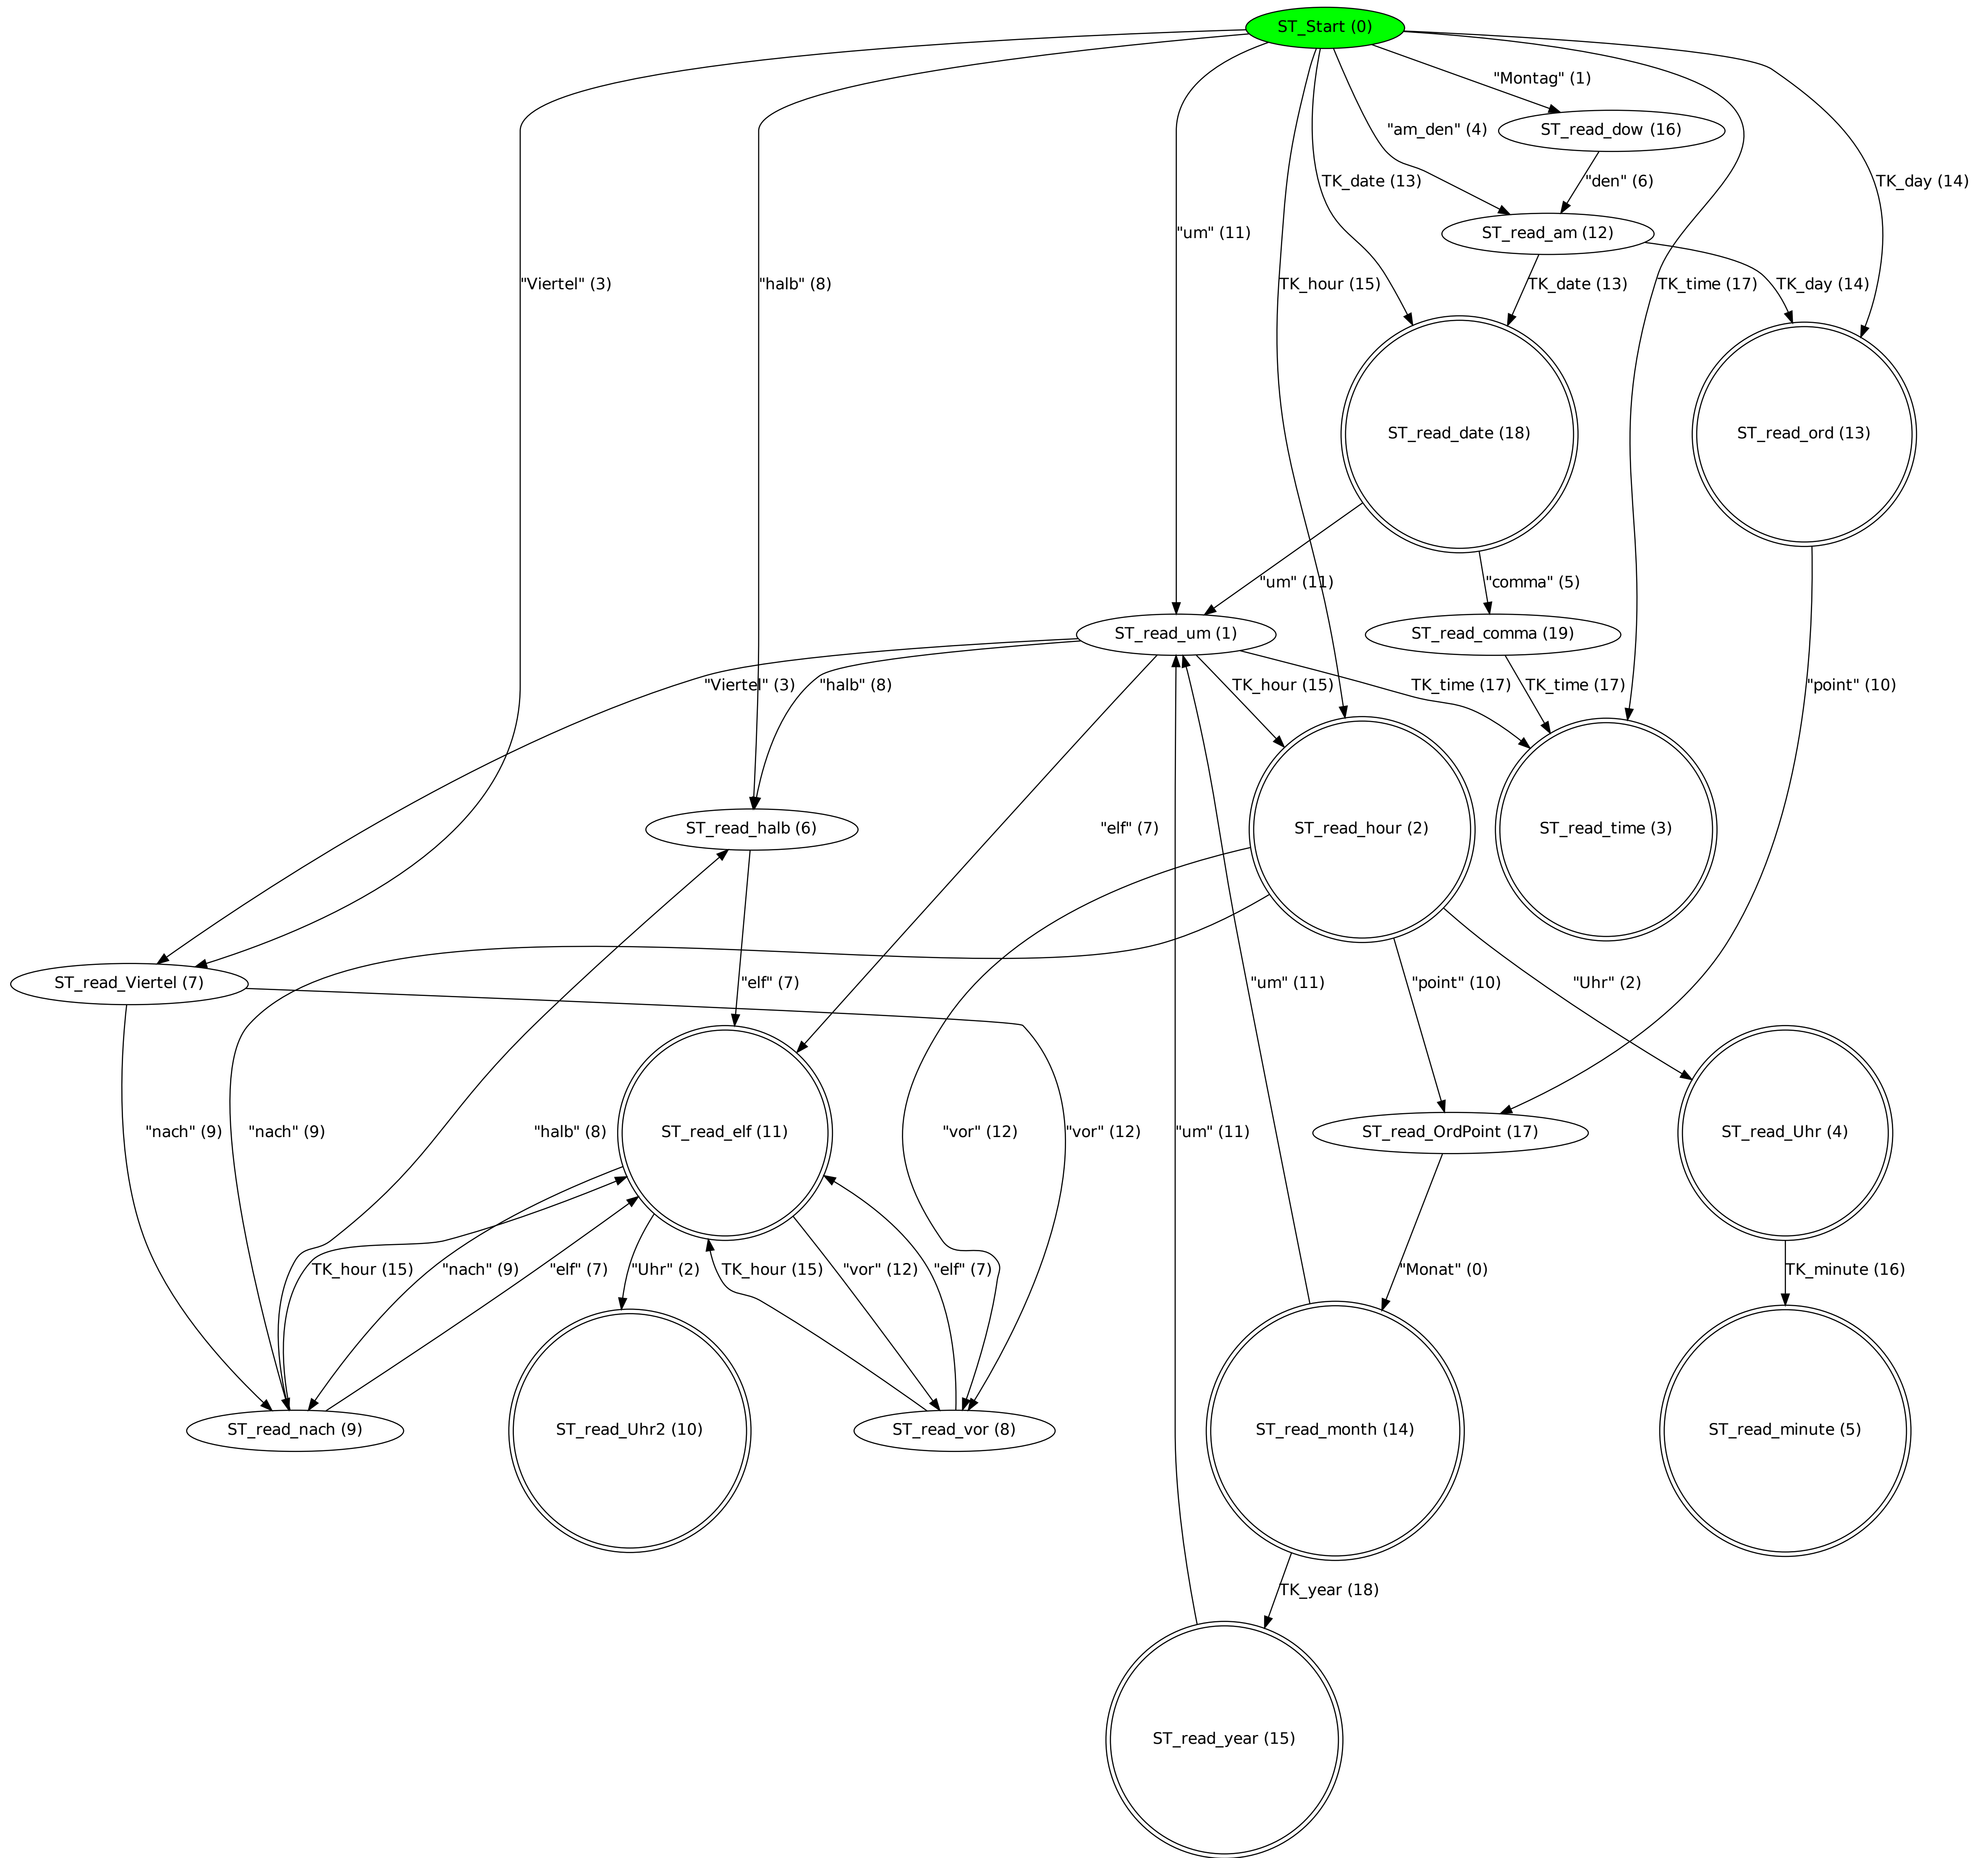 ST_Start (0)
"Montag" (1)
"am_den" (4)
ST_read_dow (16)
TK_date (13)
"den" (6)
TK_day (14)
"um" (11)
ST_read_am (12)
"Viertel" (3)
"halb" (8)
TK_hour (15)
TK_date (13)
TK_time (17)
TK_day (14)
ST_read_date (18)
ST_read_ord (13)
"um" (11)
"comma" (5)
ST_read_um (1)
ST_read_comma (19)
"Viertel" (3)
"halb" (8)
TK_hour (15)
TK_time (17)
TK_time (17)
"point" (10)
ST_read_halb (6)
"elf" (7)
ST_read_hour (2)
ST_read_time (3)
ST_read_Viertel (7)
"elf" (7)
"um" (11)
"point" (10)
"Uhr" (2)
"nach" (9)
"nach" (9)
"halb" (8)
ST_read_elf (11)
"vor" (12)
"vor" (12)
"um" (11)
ST_read_OrdPoint (17)
ST_read_Uhr (4)
TK_hour (15)
"nach" (9)
"elf" (7)
"Uhr" (2)
TK_hour (15)
"vor" (12)
"elf" (7)
"Monat" (0)
TK_minute (16)
ST_read_nach (9)
ST_read_Uhr2 (10)
ST_read_vor (8)
ST_read_month (14)
ST_read_minute (5)
TK_year (18)
ST_read_year (15)